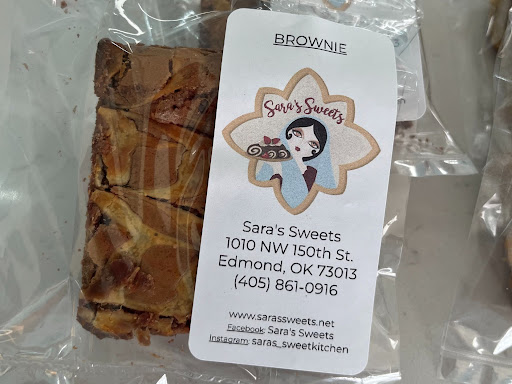 BROWNIE
Sara's Sweets
Sara's Sweets
1010 NW 150th St.
Edmond, OK 73013
(405) 861-0916
www.sarassweets.net
Facebook: Sara's Sweets
Instagram: saras_sweetkitchen